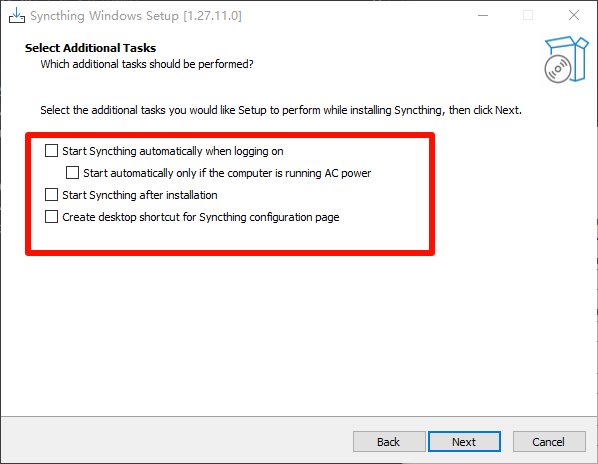 Syncthing Windows Setup [1.27.11.0]
Select Additional Tasks
Which additional tasks should be performed?
Select the additional tasks you would like Setup to perform while installing Syncthing, then click Next.
Start Syncthing automatically when logging on
Start automatically only if the computer is running AC power
Start Syncthing after installation
Create desktop shortcut for Syncthing configuration page
Back Next Cancel